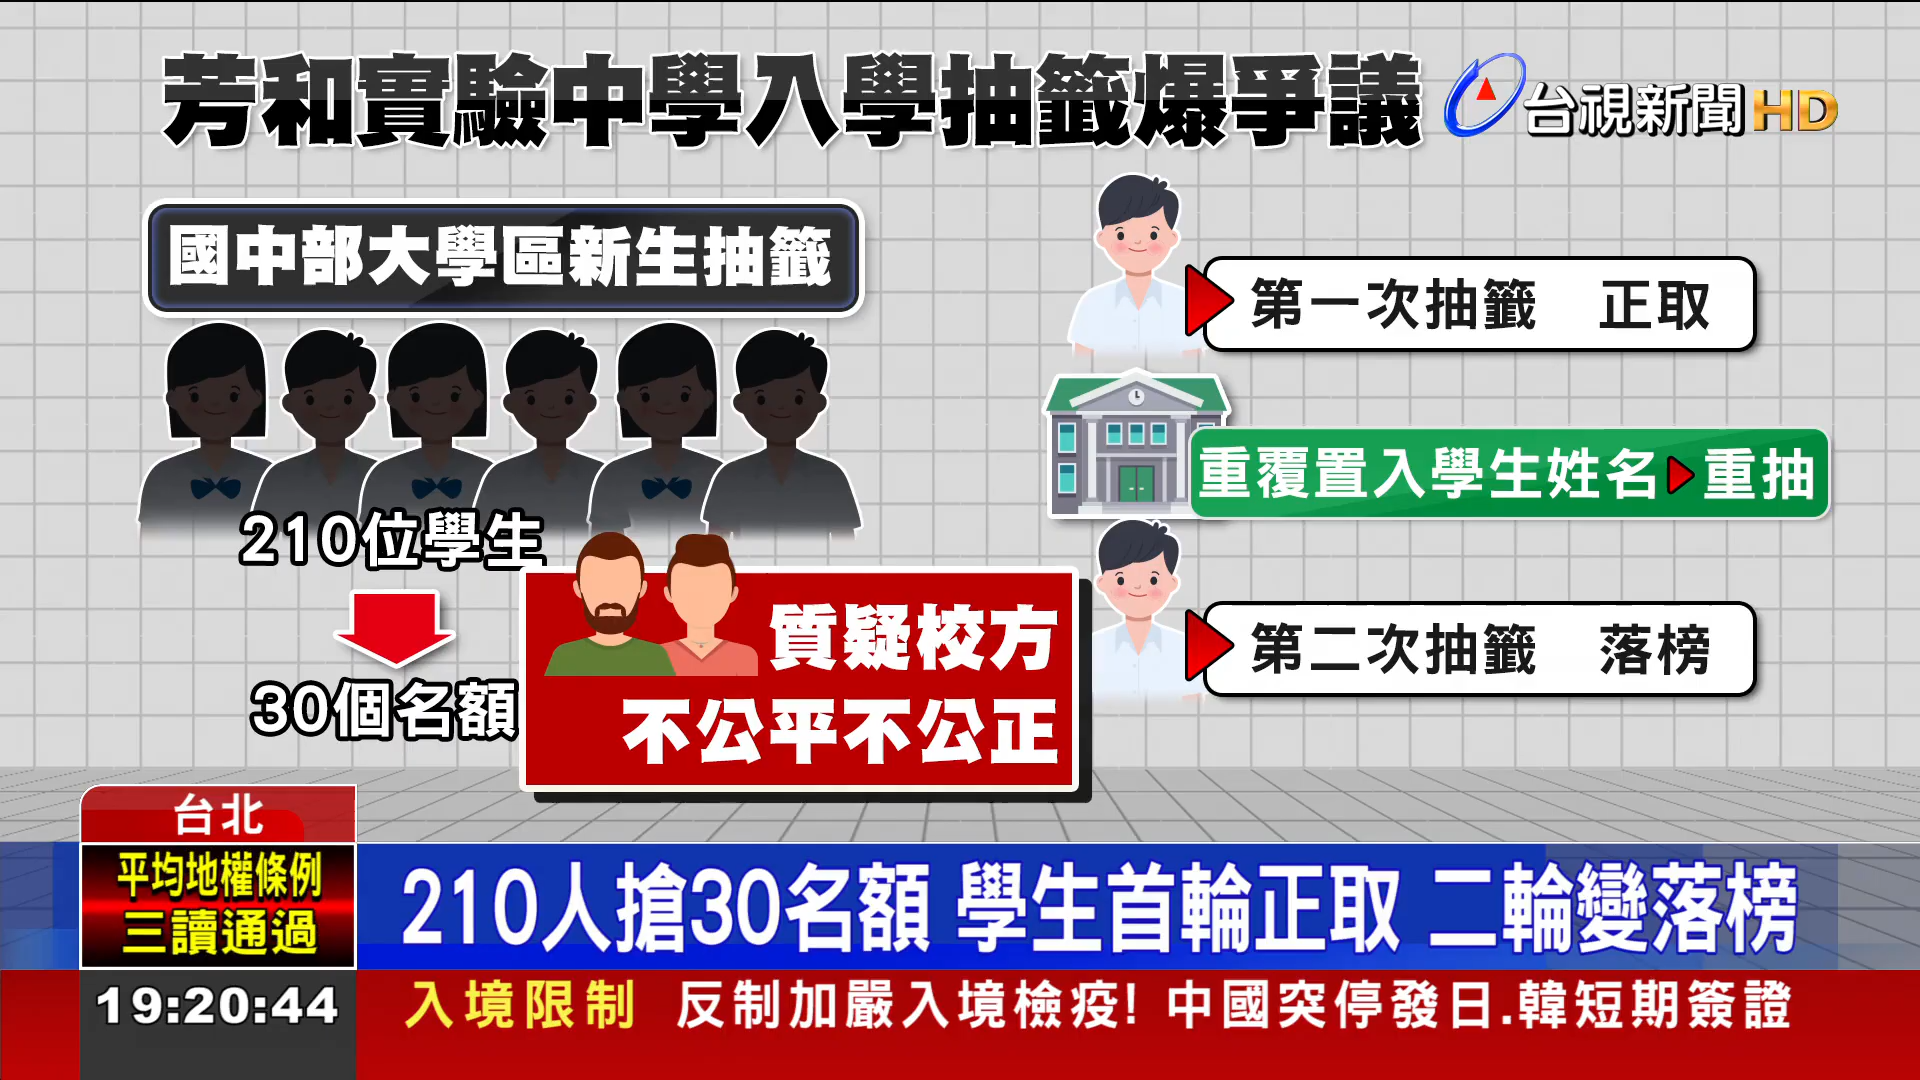 芳和實驗中學入學抽籤爆爭議
台視新聞HD
國中部大學區新生抽籤
210位學生
30個名額
質疑校方
不公平不公正
第一次抽籤 正取
重覆置入學生姓名 重抽
第二次抽籤 落榜
台北
平均地權條例
三讀通過
210人搶30名額 學生首輪正取 二輪變落榜
19:20:44
入境限制 反制加嚴入境檢疫! 中國突停發日.韓短期簽證